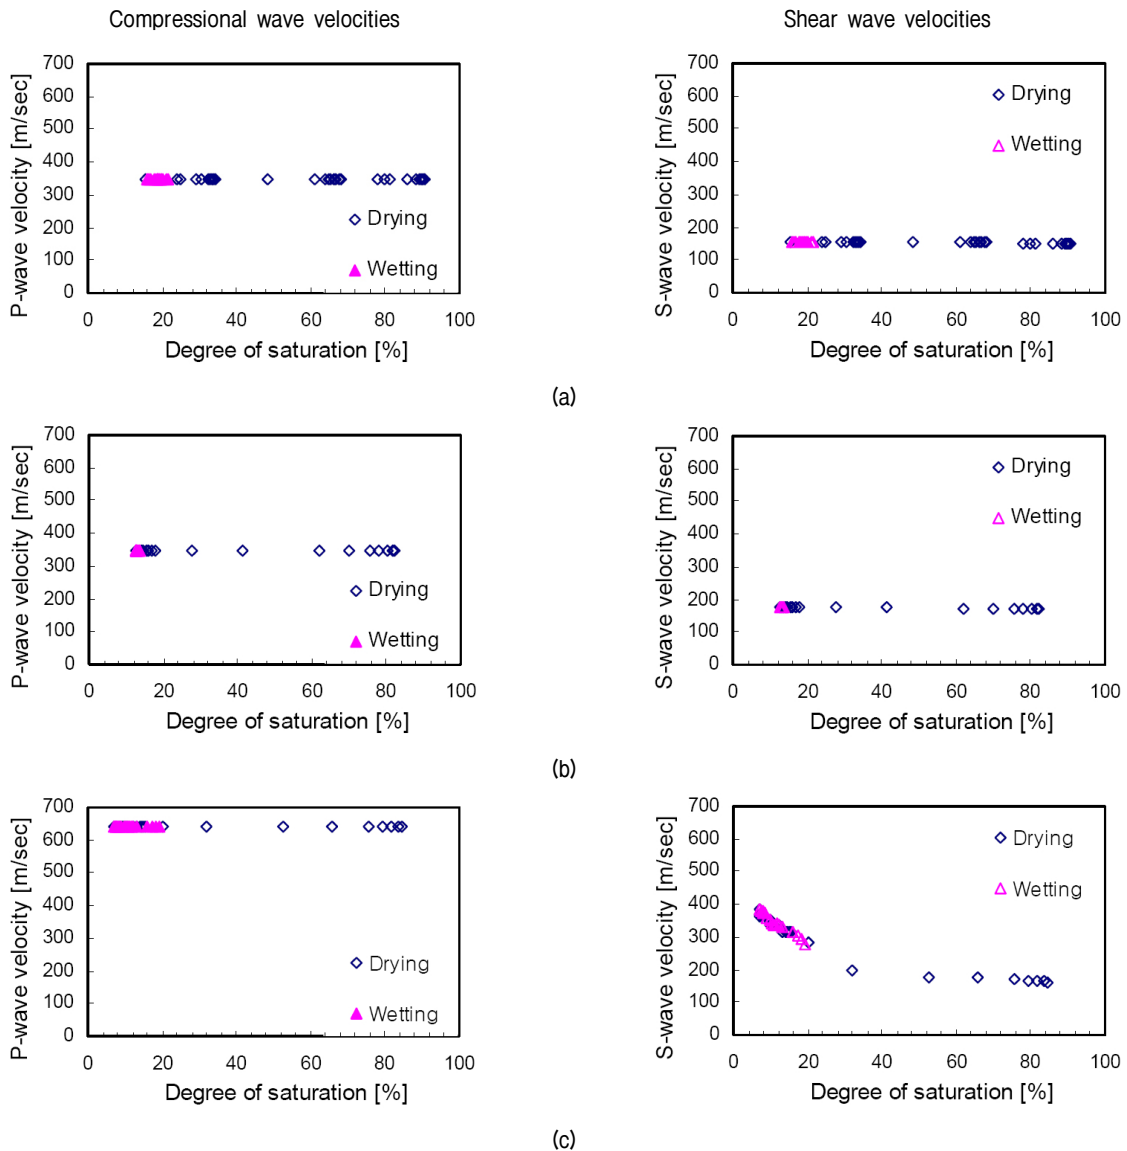 Compressional wave velocities
Shear wave velocities
P-wave velocity [m/sec]
700
600
500
400
300
200
100
0
0 20 40 60 80 100
Degree of saturation [%]
Drying
Wetting
S-wave velocity [m/sec]
700
600
500
400
300
200
100
0
0 20 40 60 80 100
Degree of saturation [%]
Drying
Wetting
(a)
P-wave velocity [m/sec]
700
600
500
400
300
200
100
0
0 20 40 60 80 100
Degree of saturation [%]
Drying
Wetting
S-wave velocity [m/sec]
700
600
500
400
300
200
100
0
0 20 40 60 80 100
Degree of saturation [%]
Drying
Wetting
(b)
P-wave velocity [m/sec]
700
600
500
400
300
200
100
0
0 20 40 60 80 100
Degree of saturation [%]
Drying
Wetting
S-wave velocity [m/sec]
700
600
500
400
300
200
100
0
0 20 40 60 80 100
Degree of saturation [%]
Drying
Wetting
(c)